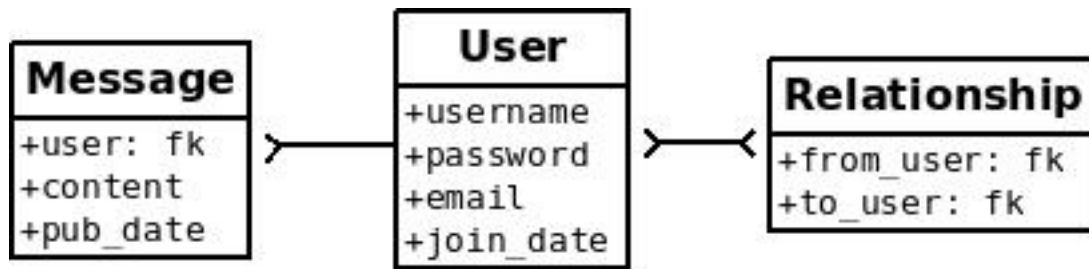 Message
+user: fk
+content
+pub_date
User
+username
+password
+email
+join_date
Relationship
+from_user: fk
+to_user: fk